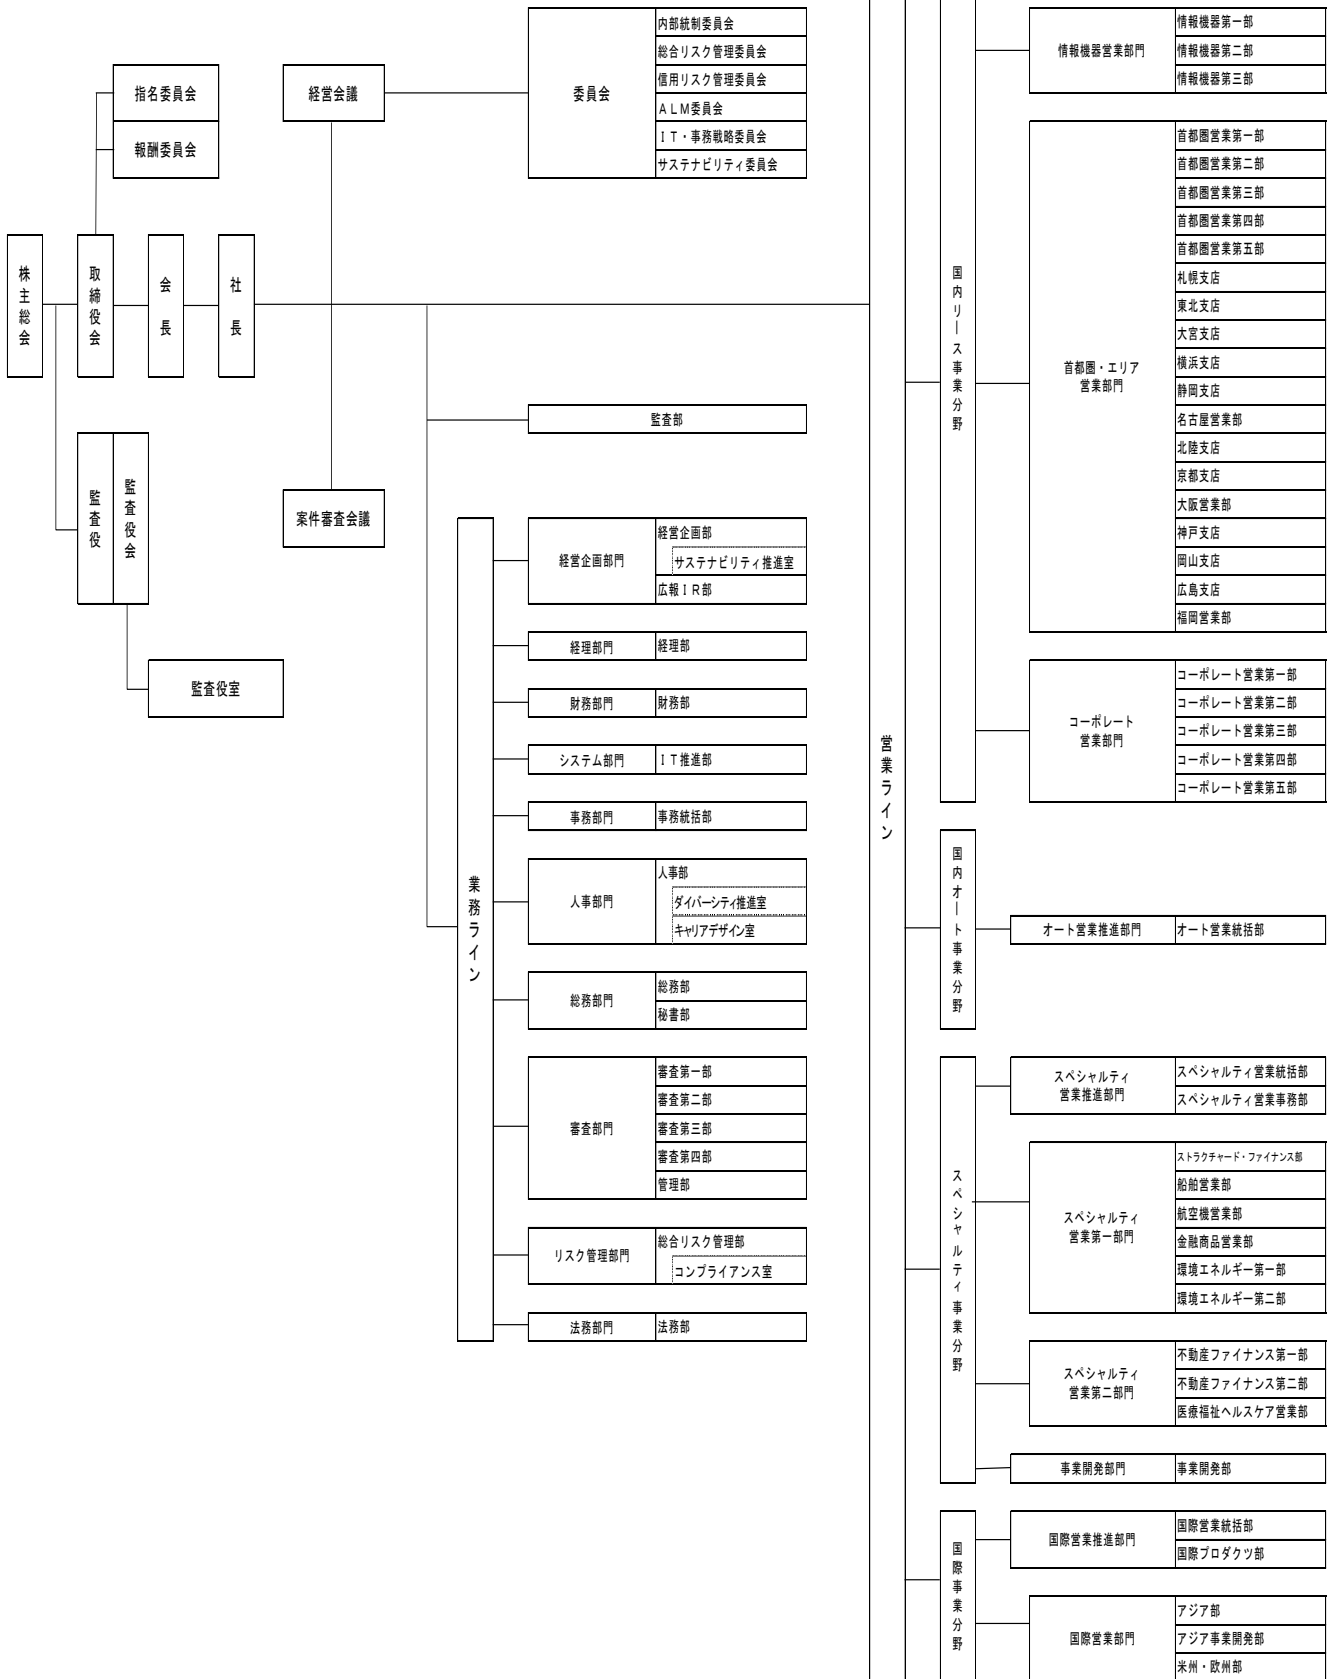 株主総会
取締役会
会長
社長
指名委員会
報酬委員会
監査役
監査役会
監査役室
経営会議
案件審査会議
委員会
内部統制委員会
総合リスク管理委員会
信用リスク管理委員会
ALM委員会
IT・事務戦略委員会
サステナビリティ委員会
監査部
業務ライン
経営企画部門
経営企画部
サステナビリティ推進室
広報IR部
経理部門
経理部
財務部門
財務部
システム部門
IT推進部
事務部門
事務統括部
人事部門
人事部
ダイバーシティ推進室
キャリアデザイン室
総務部門
総務部
秘書部
審査部門
審査第一部
審査第二部
審査第三部
審査第四部
管理部
リスク管理部門
総合リスク管理部
コンプライアンス室
法務部門
法務部
営業ライン
国内リース事業分野
情報機器営業部門
情報機器第一部
情報機器第二部
情報機器第三部
首都圏・エリア
営業部門
首都圏営業第一部
首都圏営業第二部
首都圏営業第三部
首都圏営業第四部
首都圏営業第五部
札幌支店
東北支店
大宮支店
横浜支店
静岡支店
名古屋営業部
北陸支店
京都支店
大阪営業部
神戸支店
岡山支店
広島支店
福岡営業部
コーポレート
営業部門
コーポレート営業第一部
コーポレート営業第二部
コーポレート営業第三部
コーポレート営業第四部
コーポレート営業第五部
国内オート事業分野
オート営業推進部門
オート営業統括部
スペシャルティ事業分野
スペシャルティ
営業推進部門
スペシャルティ営業統括部
スペシャルティ営業事務部
スペシャルティ
営業第一部門
ストラクチャード・ファイナンス部
船舶営業部
航空機営業部
金融商品営業部
環境エネルギー第一部
環境エネルギー第二部
スペシャルティ
営業第二部門
不動産ファイナンス第一部
不動産ファイナンス第二部
医療福祉ヘルスケア営業部
事業開発部門
事業開発部
国際事業分野
国際営業推進部門
国際営業統括部
国際プロダクツ部
国際営業部門
アジア部
アジア事業開発部
米州・欧州部